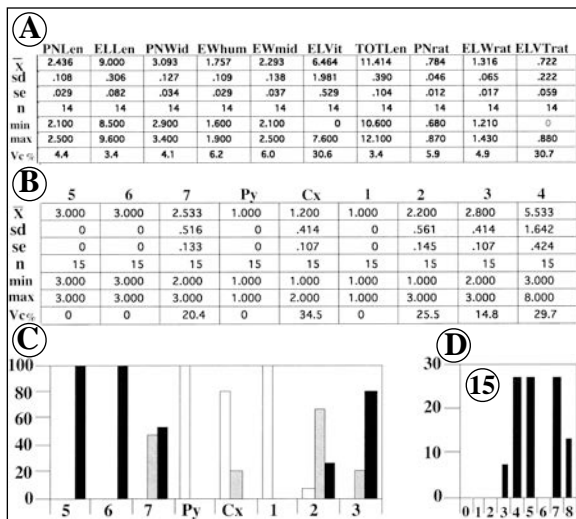 A
PNLen ELLen PNWid EWhum EWmid ELVit TOTLen PNrat ELWrat ELVTrat
X̄ 2.436 9.000 3.093 1.757 2.293 6.464 11.414 .784 1.316 .722
sd .108 .306 .127 .109 .138 1.981 .390 .046 .065 .222
se .029 .082 .034 .029 .037 .529 .104 .012 .017 .059
n 14 14 14 14 14 14 14 14 14 14
min 2.100 8.500 2.900 1.600 2.100 0 10.600 .680 1.210 0
max 2.500 9.600 3.400 1.900 2.500 7.600 12.100 .870 1.430 .880
Vc% 4.4 3.4 4.1 6.2 6.0 30.6 3.4 5.9 4.9 30.7
B
5 6 7 Py Cx 1 2 3 4
X̄ 3.000 3.000 2.533 1.000 1.200 1.000 2.200 2.800 5.533
sd 0 0 .516 0 .414 0 .561 .414 1.642
se 0 0 .133 0 .107 0 .145 .107 .424
n 15 15 15 15 15 15 15 15 15
min 3.000 3.000 2.000 1.000 1.000 1.000 1.000 2.000 3.000
max 3.000 3.000 3.000 1.000 2.000 1.000 3.000 3.000 8.000
Vc% 0 0 20.4 0 34.5 0 25.5 14.8 29.7
C
100
80
60
40
20
0
5 6 7 Py Cx 1 2 3
D
30
15
20
10
0
0 1 2 3 4 5 6 7 8